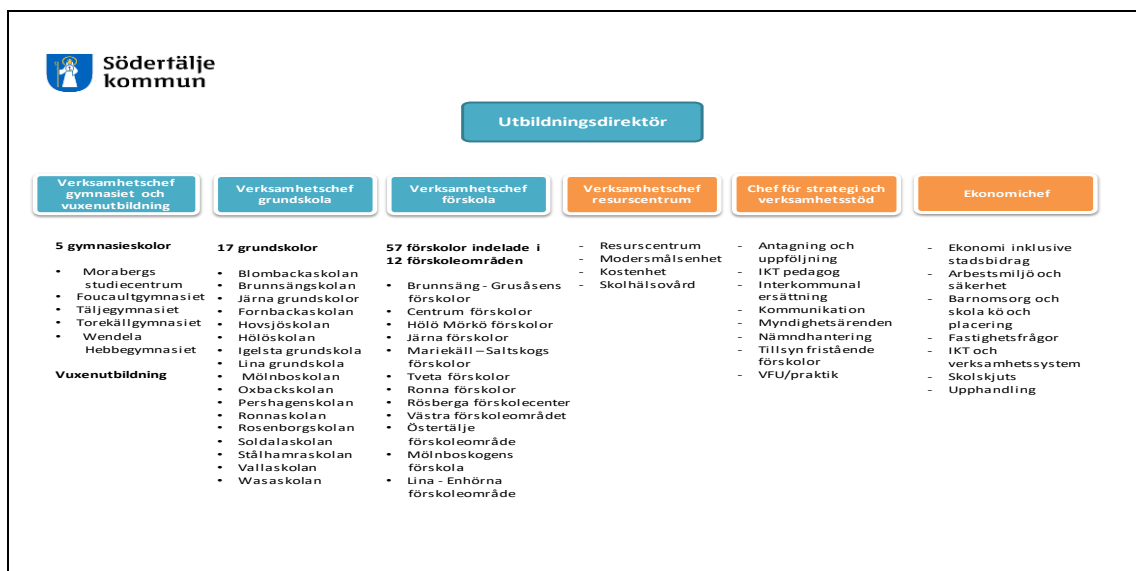 Södertälje
kommun
Utbildningsdirektör
Verksamhetschef
gymnasiet och
vuxenutbildning
5 gymnasieskolor
• Morabergs
studiecentrum
• Foucaultgymnasiet
• Täljegymnasiet
• Torekällgymnasiet
• Wendela
Hebbegymnasiet
Vuxenutbildning
Verksamhetschef
grundskola
17 grundskolor
• Blombackaskolan
• Brunnsängskolan
• Järna grundskolor
• Fornbackaskolan
• Hovsjöskolan
• Hölöskolan
• Igelsta grundskola
• Lina grundskola
• Mölnboskolan
• Oxbackskolan
• Pershagenskolan
• Ronnaskolan
• Rosenborgskolan
• Soldalaskolan
• Stålhamraskolan
• Vallaskolan
• Wasaskolan
Verksamhetschef
förskola
57 förskolor indelade i
12 förskoleområden
• Brunnsäng - Grusåsens
förskolor
• Centrum förskolor
• Hölö Mörkö förskolor
• Järna förskolor
• Mariekäll – Saltskogs
förskolor
• Tveta förskolor
• Ronna förskolor
• Rösberga förskolecenter
• Västra förskoleområdet
• Östertälje
förskoleområde
• Mölnboskogens
förskola
• Lina - Enhörna
förskoleområde
Verksamhetschef
resurscentrum
- Resurscentrum
- Modersmålsenhet
- Kostenhet
- Skolhälsovård
Chef för strategi och
verksamhetsstöd
- Antagning och
uppföljning
- IKT pedagog
- Interkommunal
ersättning
- Kommunikation
- Myndighetsärenden
- Nämndhantering
- Tillsyn fristående
förskolor
- VFU/praktik
Ekonomichef
- Ekonomi inklusive
stadsbidrag
- Arbestsmiljö och
säkerhet
- Barnomsorg och
skola kö och
placering
- Fastighetsfrågor
- IKT och
verksamhetssystem
- Skolskjuts
- Upphandling